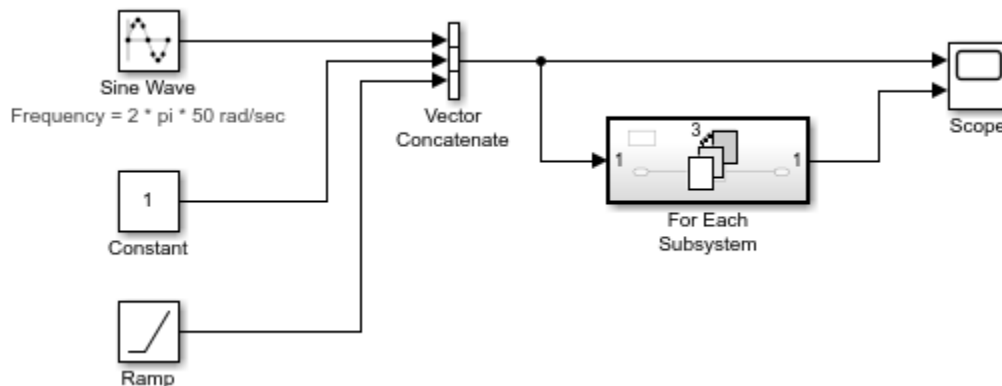 Sine Wave
Frequency = 2 * pi * 50 rad/sec
Vector
Concatenate
Scope
3
1
1
For Each
Subsystem
1
Constant
Ramp